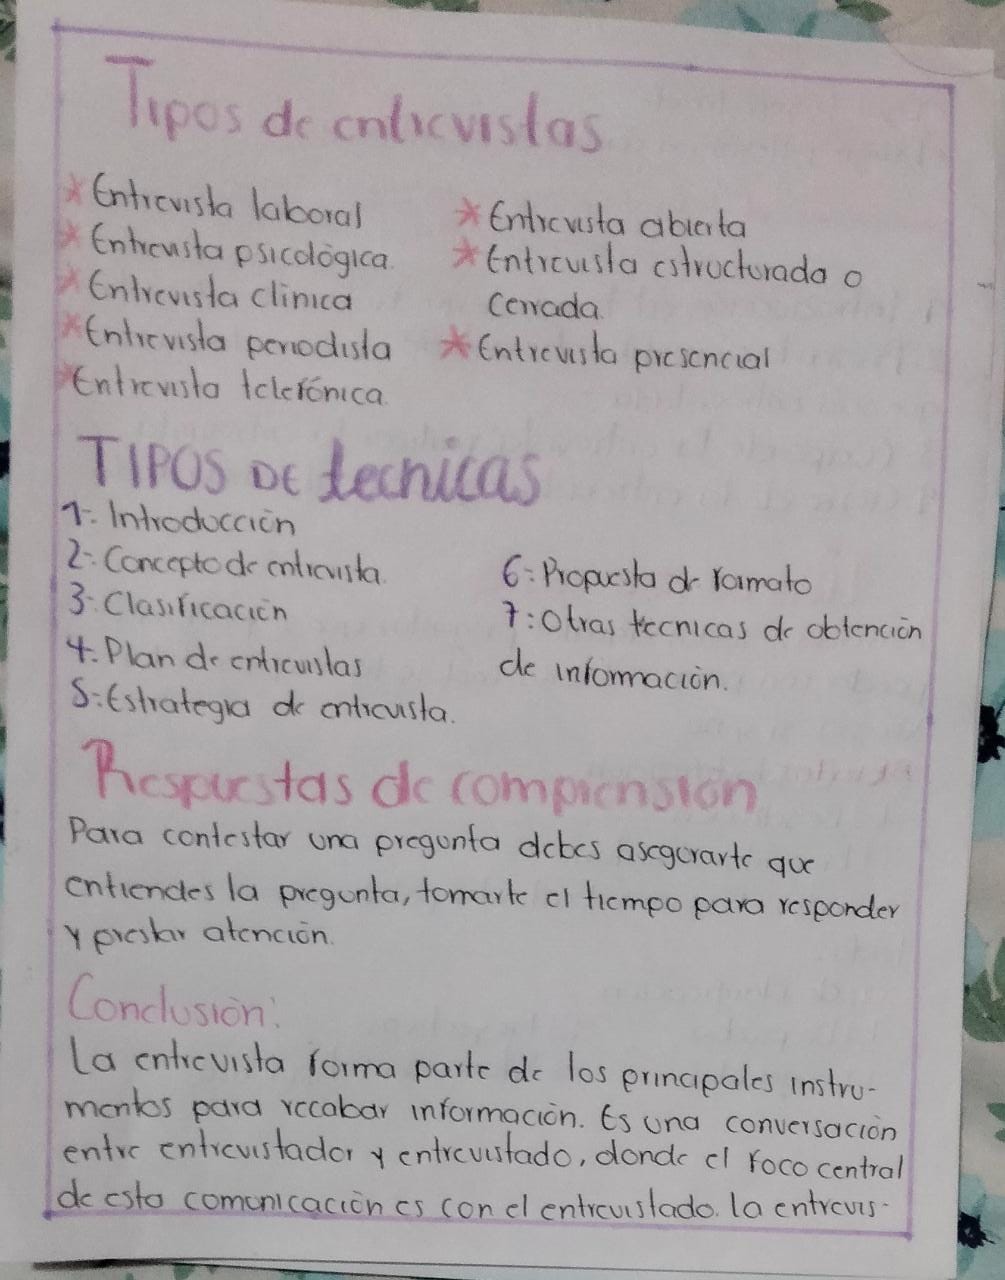 Tipos de entrevistas
* Entrevista laboral
* Entrevista psicológica.
* Entrevista clínica
* Entrevista periodista
* Entrevista telefónica.
* Entrevista abierta
* Entrevista estructurada o
cerrada.
* Entrevista presencial
TIPOS DE tecnicas
1-. Introducción
2-. Concepto de entrevista.
3-. Clasificación
4-. Plan de entrevistas
5-. Estrategia de entrevista.
6-. Propuesta de formato
7-. Otras tecnicas de obtención
de información.
Respuestas de comprensión
Para contestar una pregunta debes asegurarte que
entiendes la pregunta, tomarte el tiempo para responder
y prestar atención.
Conclusión:
La entrevista forma parte de los principales instru-
mentos para recabar información. Es una conversación
entre entrevistador y entrevistado, donde el foco central
de esta comunicación es con el entrevistado. la entrevis-